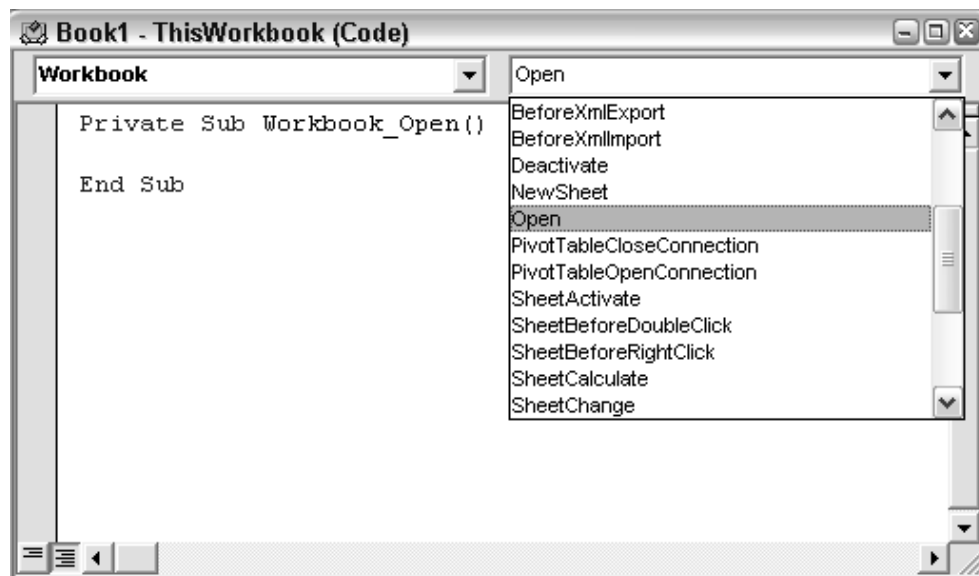 Book1 - ThisWorkbook (Code)
Workbook
Open
Private Sub Workbook_Open()
End Sub
BeforeXmlExport
BeforeXmlImport
Deactivate
NewSheet
Open
PivotTableCloseConnection
PivotTableOpenConnection
SheetActivate
SheetBeforeDoubleClick
SheetBeforeRightClick
SheetCalculate
SheetChange